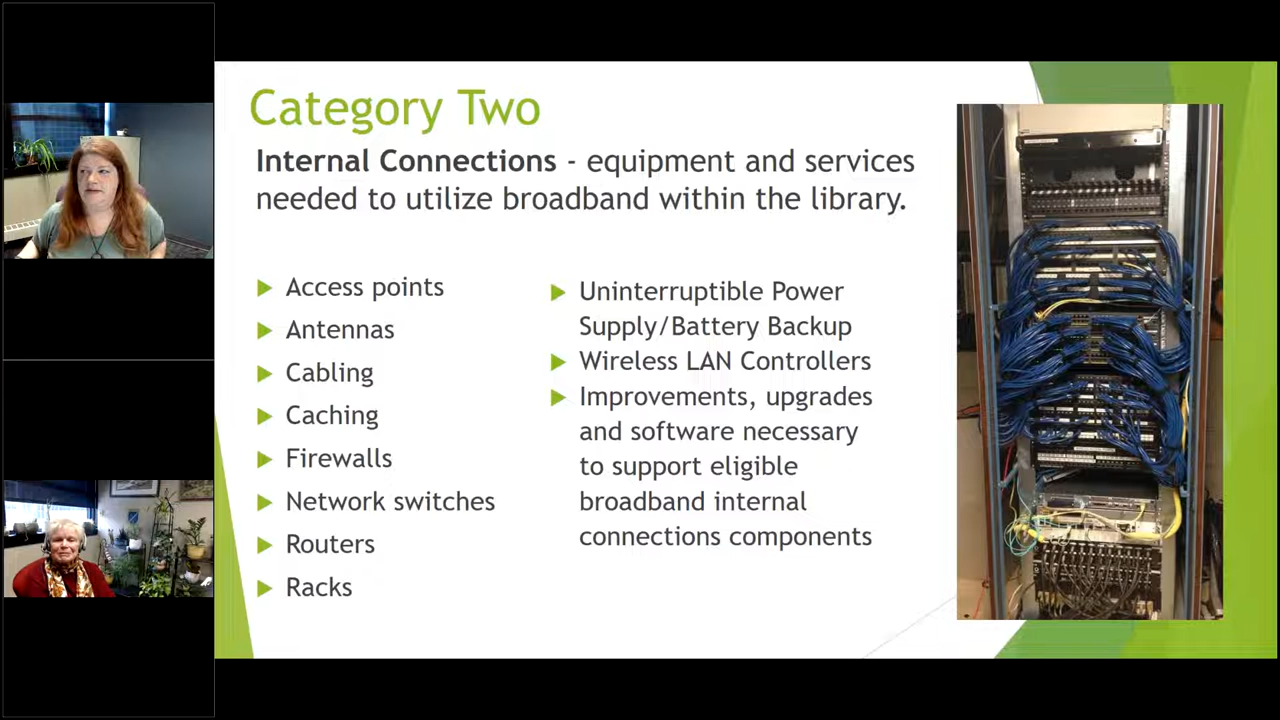 Category Two
Internal Connections - equipment and services
needed to utilize broadband within the library.
Access points
Antennas
Cabling
Caching
Firewalls
Network switches
Routers
Racks
Uninterruptible Power
Supply/Battery Backup
Wireless LAN Controllers
Improvements, upgrades
and software necessary
to support eligible
broadband internal
connections components